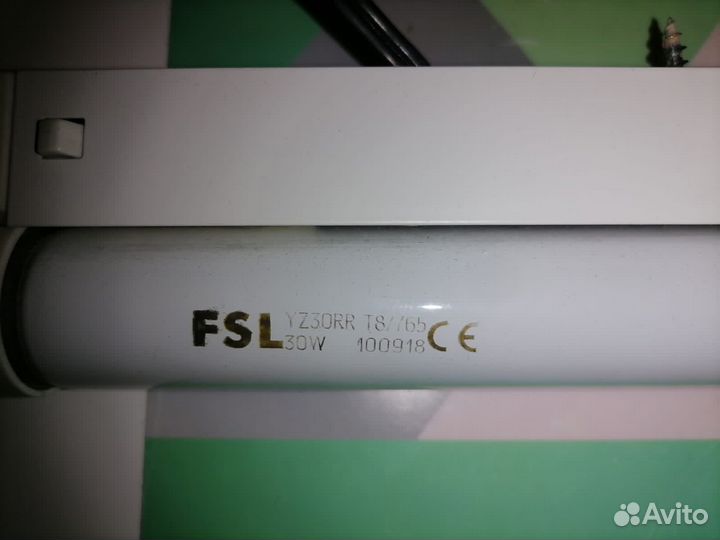 FSL YZ30RR T8/765 CE
30W 100918
Avito